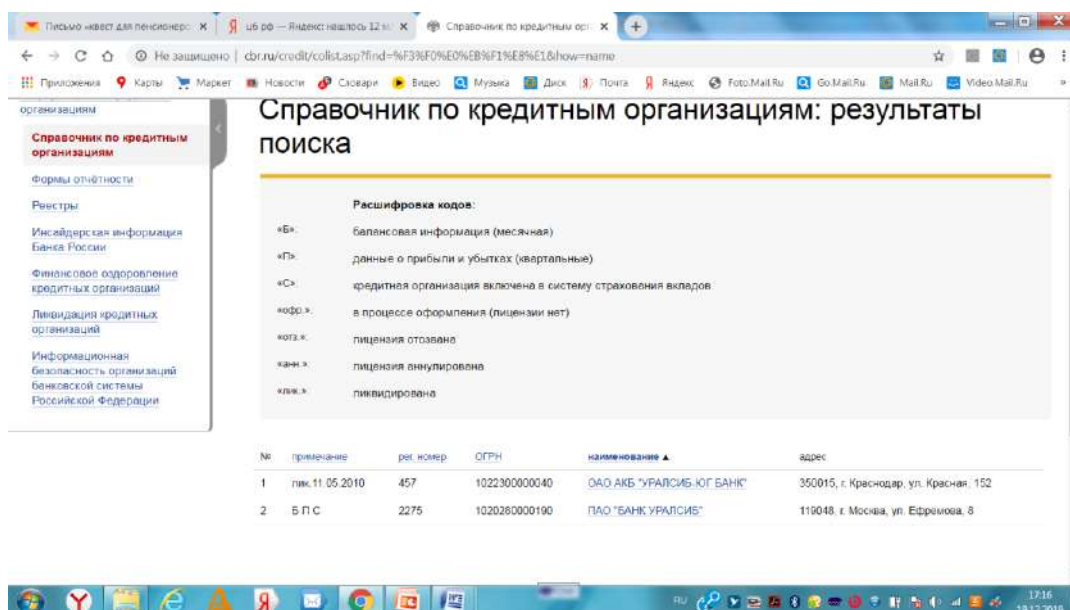 Письмо «квест для пенсионеро
цб рф — Яндекс: нашлось 12 м
Справочник по кредитным орг
Не защищено | cbr.ru/credit/colist.asp?find=%F3%F0%E0%EB%F1%E8%E1&how=name
Приложения Карты Маркет Новости Словари Видео Музыка Диск Почта Яндекс Foto.Mail.Ru Go.Mail.Ru Mail.Ru Video.Mail.Ru »
организациям
Справочник по кредитным
организациям
Формы отчётности
Реестры
Инсайдерская информация
Банка России
Финансовое оздоровление
кредитных организаций
Ликвидация кредитных
организаций
Информационная
безопасность организаций
банковской системы
Российской Федерации
Справочник по кредитным организациям: результаты
поиска
Расшифровка кодов:
«Б»: балансовая информация (месячная)
«П»: данные о прибыли и убытках (квартальные)
«С»: кредитная организация включена в систему страхования вкладов
«офр.»: в процессе оформления (лицензии нет)
«отз.»: лицензия отозвана
«анн.»: лицензия аннулирована
«лик.»: ликвидирована
№ примечание рег. номер ОГРН наименование ▲ адрес
1 лик.11.05.2010 457 1022300000040 ОАО АКБ "УРАЛСИБ-ЮГ БАНК" 350015, г. Краснодар, ул. Красная, 152
2 Б П С 2275 1020280000190 ПАО "БАНК УРАЛСИБ" 119048, г. Москва, ул. Ефремова, 8
RU
17:16